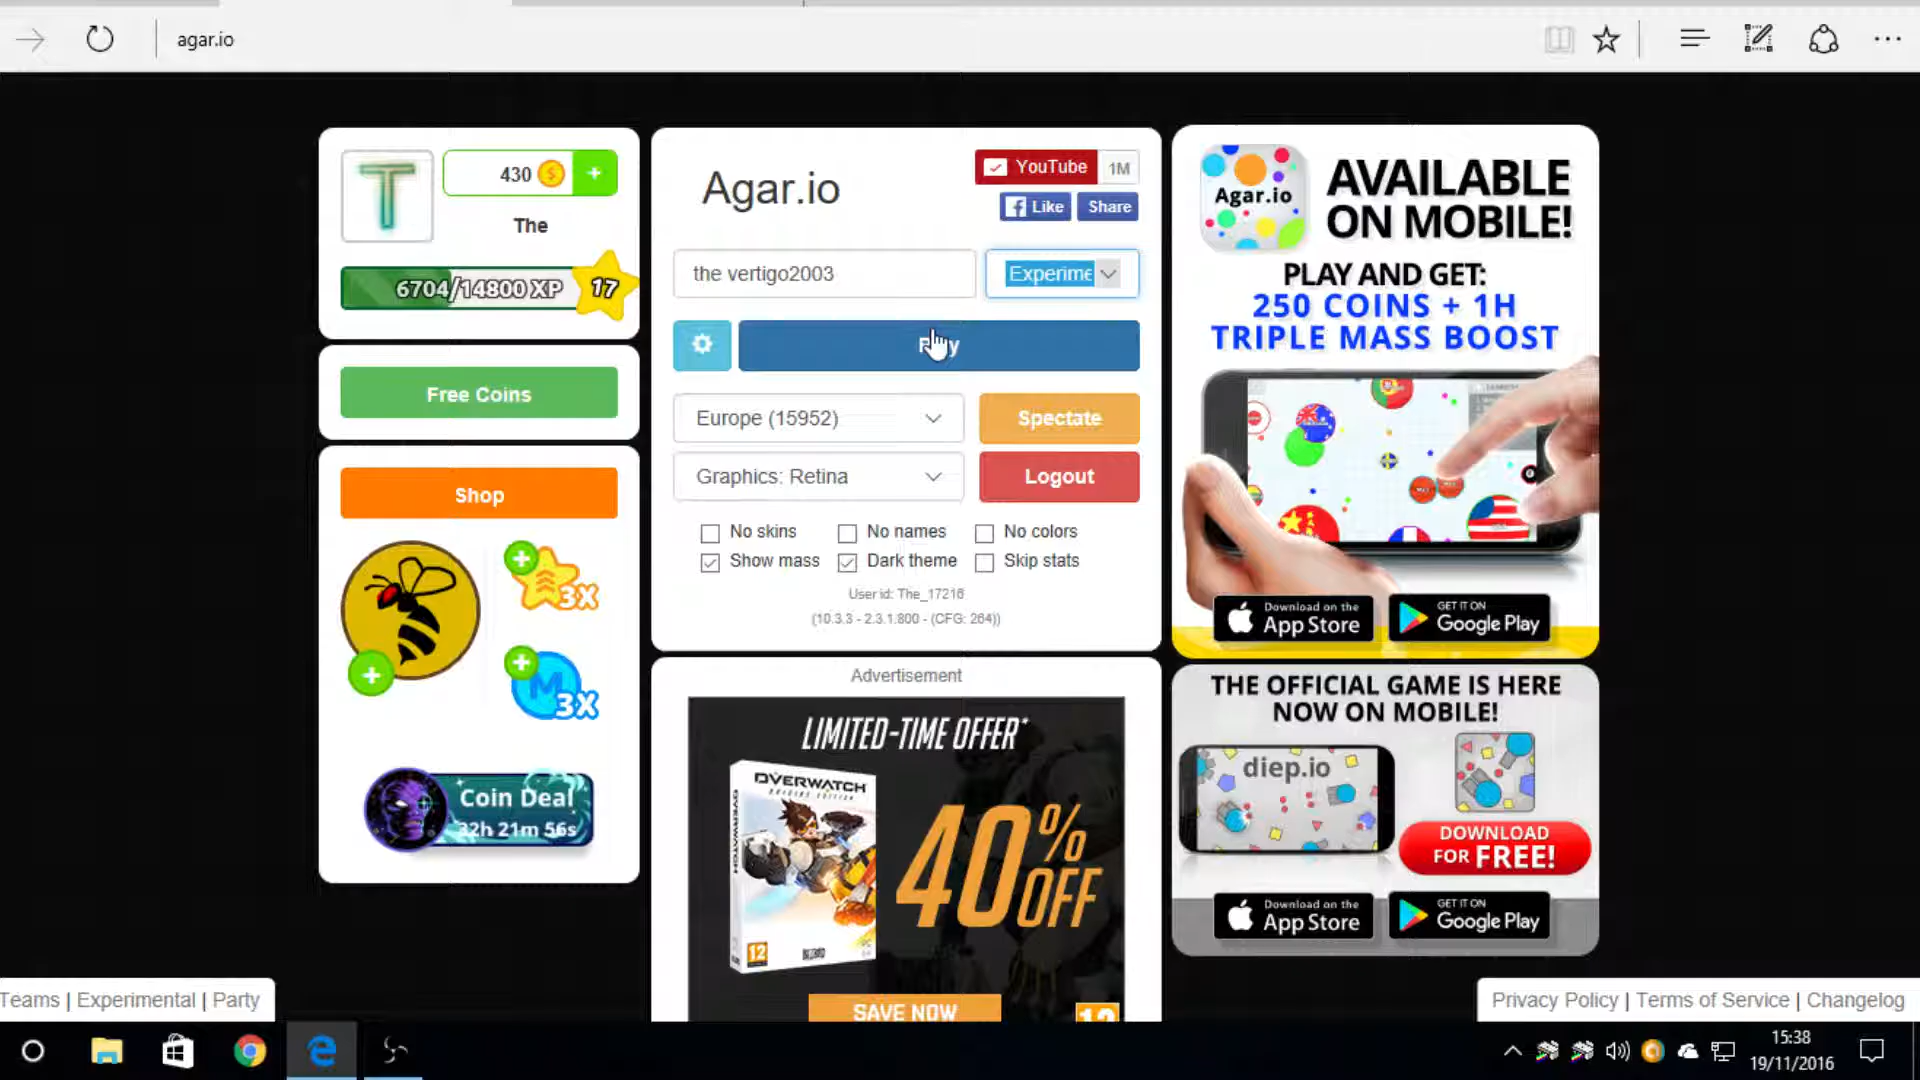 agar.io
430
The
6704/14800 XP
17
Free Coins
Shop
3X
M
3X
Coin Deal
32h 21m 56s
Agar.io
YouTube 1M
Like Share
the vertigo2003
Experime
Europe (15952)
Spectate
Graphics: Retina
Logout
No skins No names No colors
Show mass Dark theme Skip stats
User id: The_17216
(10.3.3 - 2.3.1.800 - (CFG: 264))
Advertisement
LIMITED-TIME OFFER*
OVERWATCH
ORIGINS EDITION
12
40% OFF
SAVE NOW
12
Agar.io
AVAILABLE
ON MOBILE!
PLAY AND GET:
250 COINS + 1H
TRIPLE MASS BOOST
Download on the
App Store
GET IT ON
Google Play
THE OFFICIAL GAME IS HERE
NOW ON MOBILE!
diep.io
DOWNLOAD
FOR FREE!
Download on the
App Store
GET IT ON
Google Play
Teams | Experimental | Party
Privacy Policy | Terms of Service | Changelog
15:38
19/11/2016